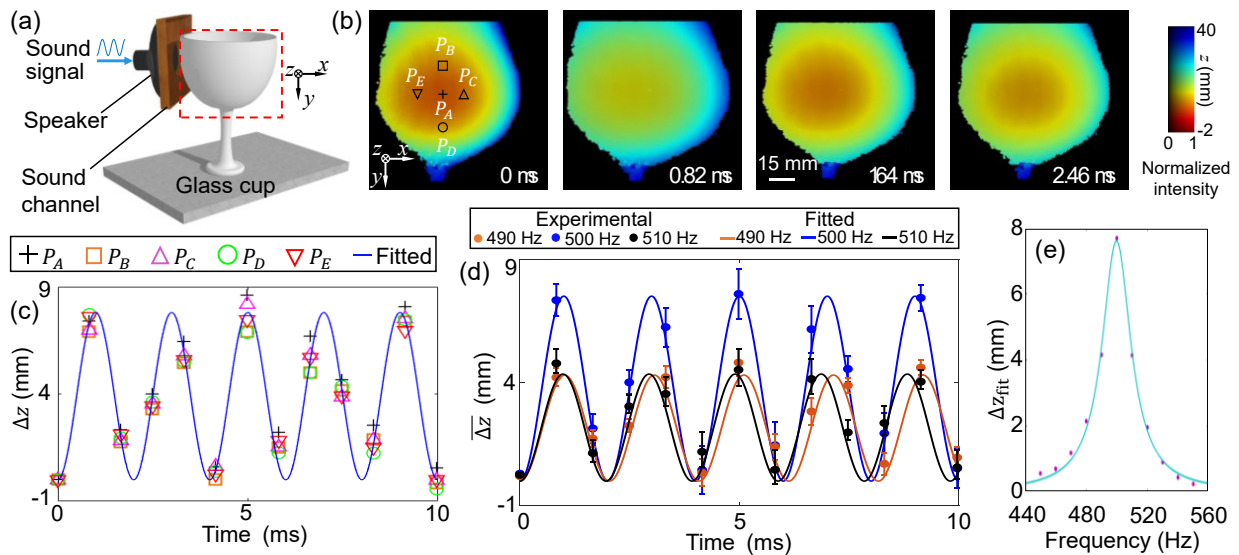 (a)
Sound
signal
Speaker
Sound
channel
Glass cup
z x
y
(b)
P_B
P_E P_C
P_A
P_D
z x
y
0 ms
0.82 ms
15 mm
164 ms
2.46 ms
40
z (mm)
-2
0 1
Normalized
intensity
P_A P_B P_C P_D P_E Fitted
(c)
9
4
-1
Δz (mm)
0 5 10
Time (ms)
Experimental Fitted
490 Hz 500 Hz 510 Hz 490 Hz 500 Hz 510 Hz
(d)
9
4
-1
Δz (mm)
0 5 10
Time (ms)
(e)
8
6
4
2
0
Δz_fit (mm)
440 480 520 560
Frequency (Hz)